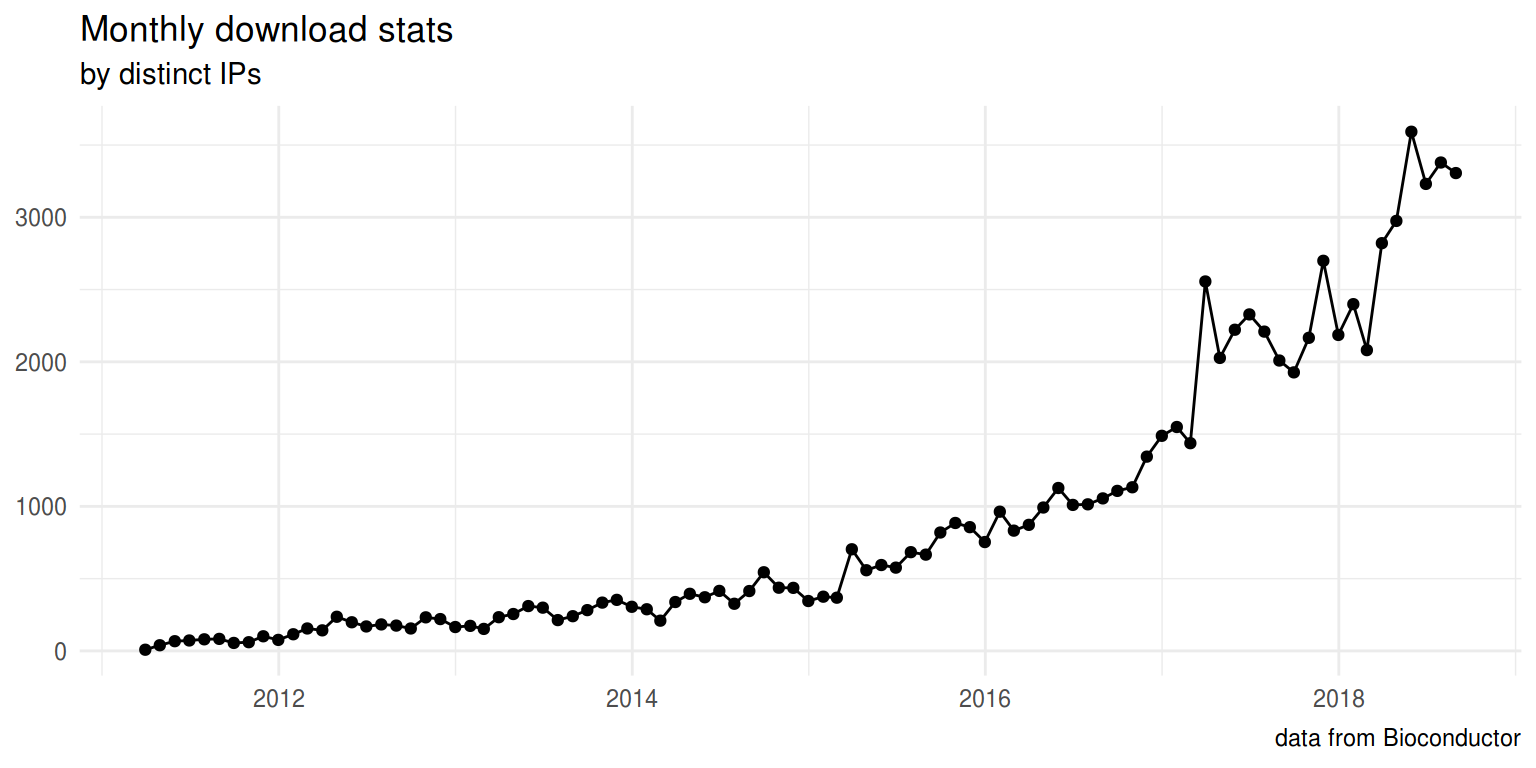 Monthly download stats
by distinct IPs
3000
2000
1000
0
2012 2014 2016 2018
data from Bioconductor